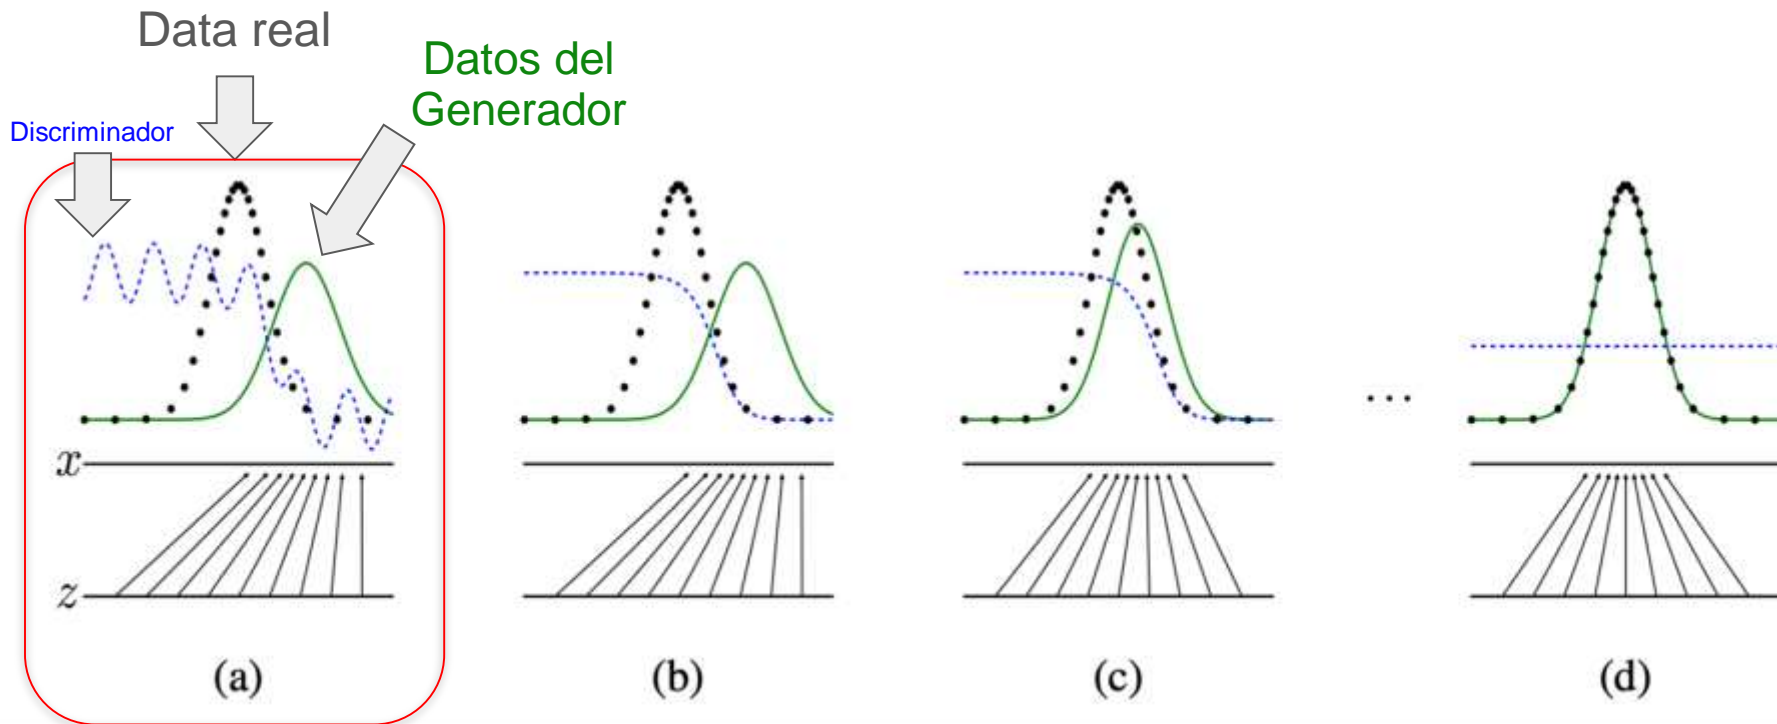 Data real
Datos del
Generador
Discriminador
x
z
. . .
(a)
(b)
(c)
(d)